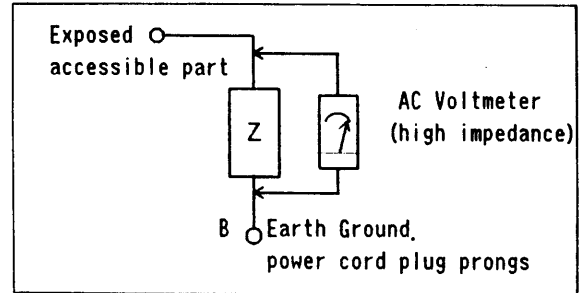 Exposed
accessible part
Z
AC Voltmeter
(high impedance)
B Earth Ground.
power cord plug prongs